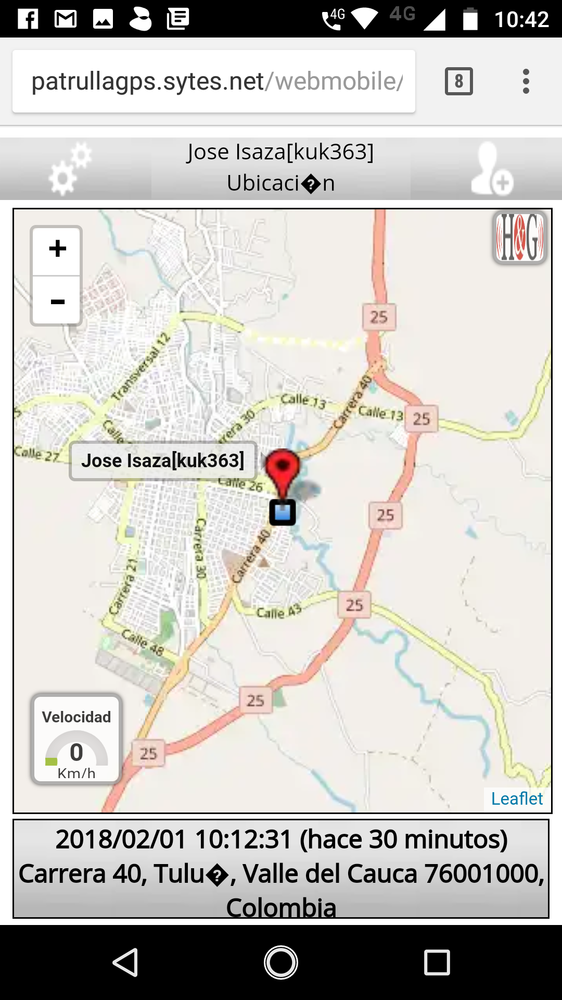 4G
4G
10:42
patrullagps.sytes.net/webmobile/
8
Jose Isaza[kuk363]
Ubicaci�n
+
H&G
−
25
Transversal 12
Calle 13
Carrera 40
Calle 13
25
Carrera 30
Calle 25
Calle 27
Jose Isaza[kuk363]
Calle 26
25
Carrera 30
Carrera 40
Carrera 21
25
Calle 43
Calle 48
25
Velocidad
0
Km/h
25
Leaflet
2018/02/01 10:12:31 (hace 30 minutos)
Carrera 40, Tulu�, Valle del Cauca 76001000,
Colombia